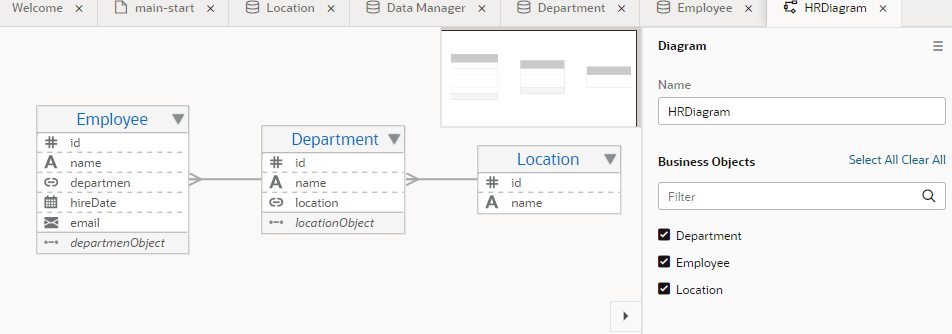 Welcome × main-start × Location × Data Manager × Department × Employee × HRDiagram ×
Employee
id
name
departmen
hireDate
email
departmenObject
Department
id
name
location
locationObject
Location
id
name
Diagram
Name
HRDiagram
Business Objects Select All Clear All
Filter
Department
Employee
Location